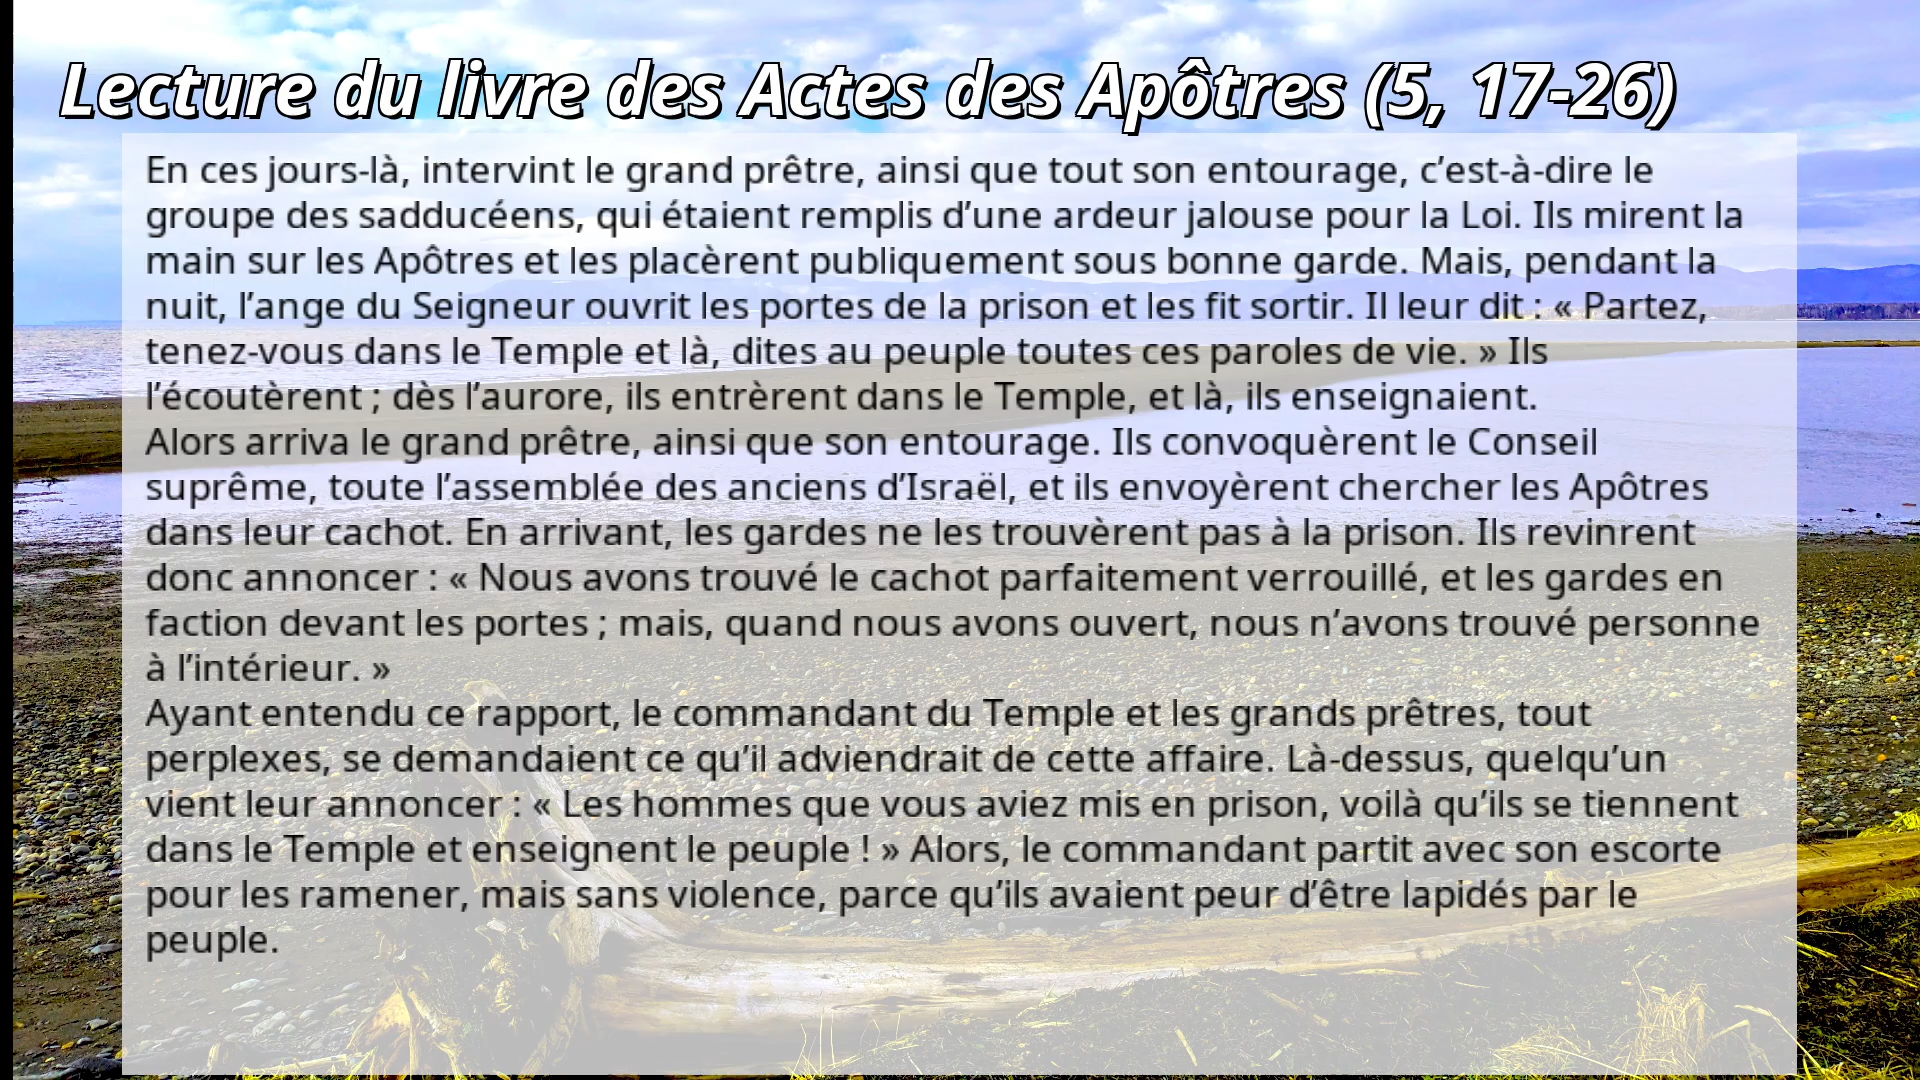 Lecture du livre des Actes des Apôtres (5, 17-26)
En ces jours-là, intervint le grand prêtre, ainsi que tout son entourage, c’est-à-dire le
groupe des sadducéens, qui étaient remplis d’une ardeur jalouse pour la Loi. Ils mirent la
main sur les Apôtres et les placèrent publiquement sous bonne garde. Mais, pendant la
nuit, l’ange du Seigneur ouvrit les portes de la prison et les fit sortir. Il leur dit : « Partez,
tenez-vous dans le Temple et là, dites au peuple toutes ces paroles de vie. » Ils
l’écoutèrent ; dès l’aurore, ils entrèrent dans le Temple, et là, ils enseignaient.
Alors arriva le grand prêtre, ainsi que son entourage. Ils convoquèrent le Conseil
suprême, toute l’assemblée des anciens d’Israël, et ils envoyèrent chercher les Apôtres
dans leur cachot. En arrivant, les gardes ne les trouvèrent pas à la prison. Ils revinrent
donc annoncer : « Nous avons trouvé le cachot parfaitement verrouillé, et les gardes en
faction devant les portes ; mais, quand nous avons ouvert, nous n’avons trouvé personne
à l’intérieur. »
Ayant entendu ce rapport, le commandant du Temple et les grands prêtres, tout
perplexes, se demandaient ce qu’il adviendrait de cette affaire. Là-dessus, quelqu’un
vient leur annoncer : « Les hommes que vous aviez mis en prison, voilà qu’ils se tiennent
dans le Temple et enseignent le peuple ! » Alors, le commandant partit avec son escorte
pour les ramener, mais sans violence, parce qu’ils avaient peur d’être lapidés par le
peuple.